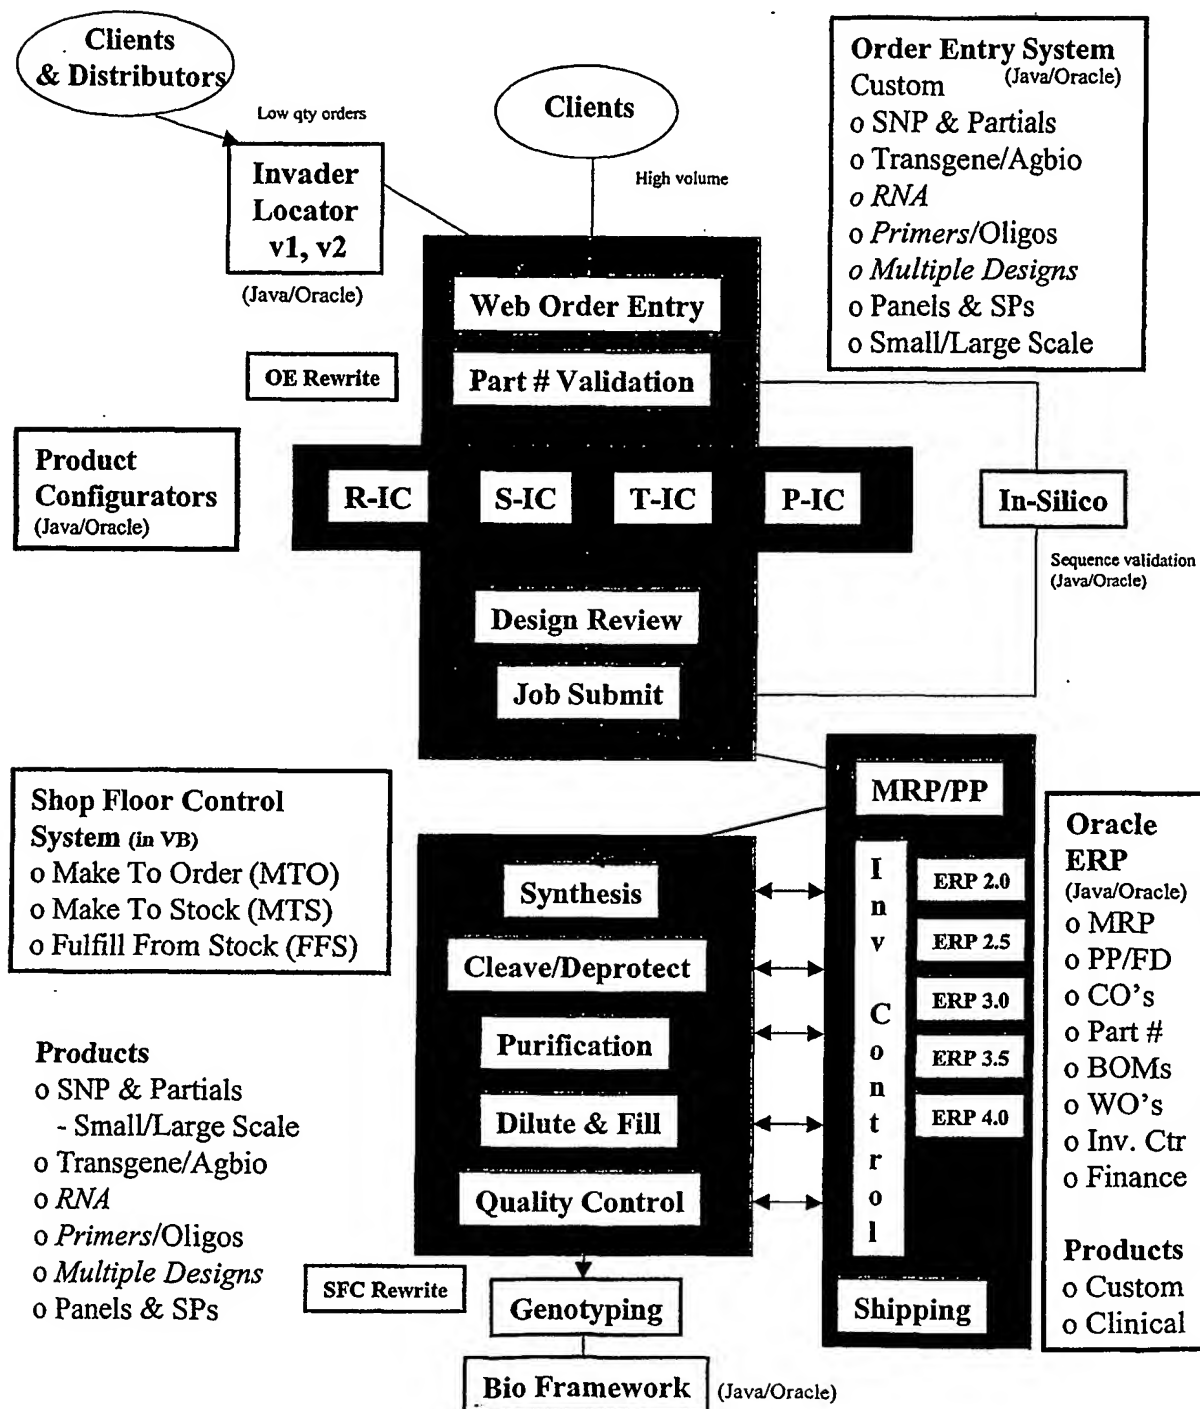 Clients
& Distributors
Low qty orders
Clients
High volume
Order Entry System
Custom (Java/Oracle)
o SNP & Partials
o Transgene/Agbio
o RNA
o Primers/Oligos
o Multiple Designs
o Panels & SPs
o Small/Large Scale
Invader
Locator
v1, v2
(Java/Oracle)
Web Order Entry
OE Rewrite
Part # Validation
Product
Configurators
(Java/Oracle)
R-IC
S-IC
T-IC
P-IC
In-Silico
Sequence validation
(Java/Oracle)
Design Review
Job Submit
Shop Floor Control
System (in VB)
o Make To Order (MTO)
o Make To Stock (MTS)
o Fulfill From Stock (FFS)
Products
o SNP & Partials
- Small/Large Scale
o Transgene/Agbio
o RNA
o Primers/Oligos
o Multiple Designs
o Panels & SPs
Synthesis
Cleave/Deprotect
Purification
Dilute & Fill
Quality Control
SFC Rewrite
Genotyping
Bio Framework
(Java/Oracle)
MRP/PP
Inv Control
ERP 2.0
ERP 2.5
ERP 3.0
ERP 3.5
ERP 4.0
Shipping
Oracle
ERP
(Java/Oracle)
o MRP
o PP/FD
o CO's
o Part #
o BOMs
o WO's
o Inv. Ctr
o Finance
Products
o Custom
o Clinical